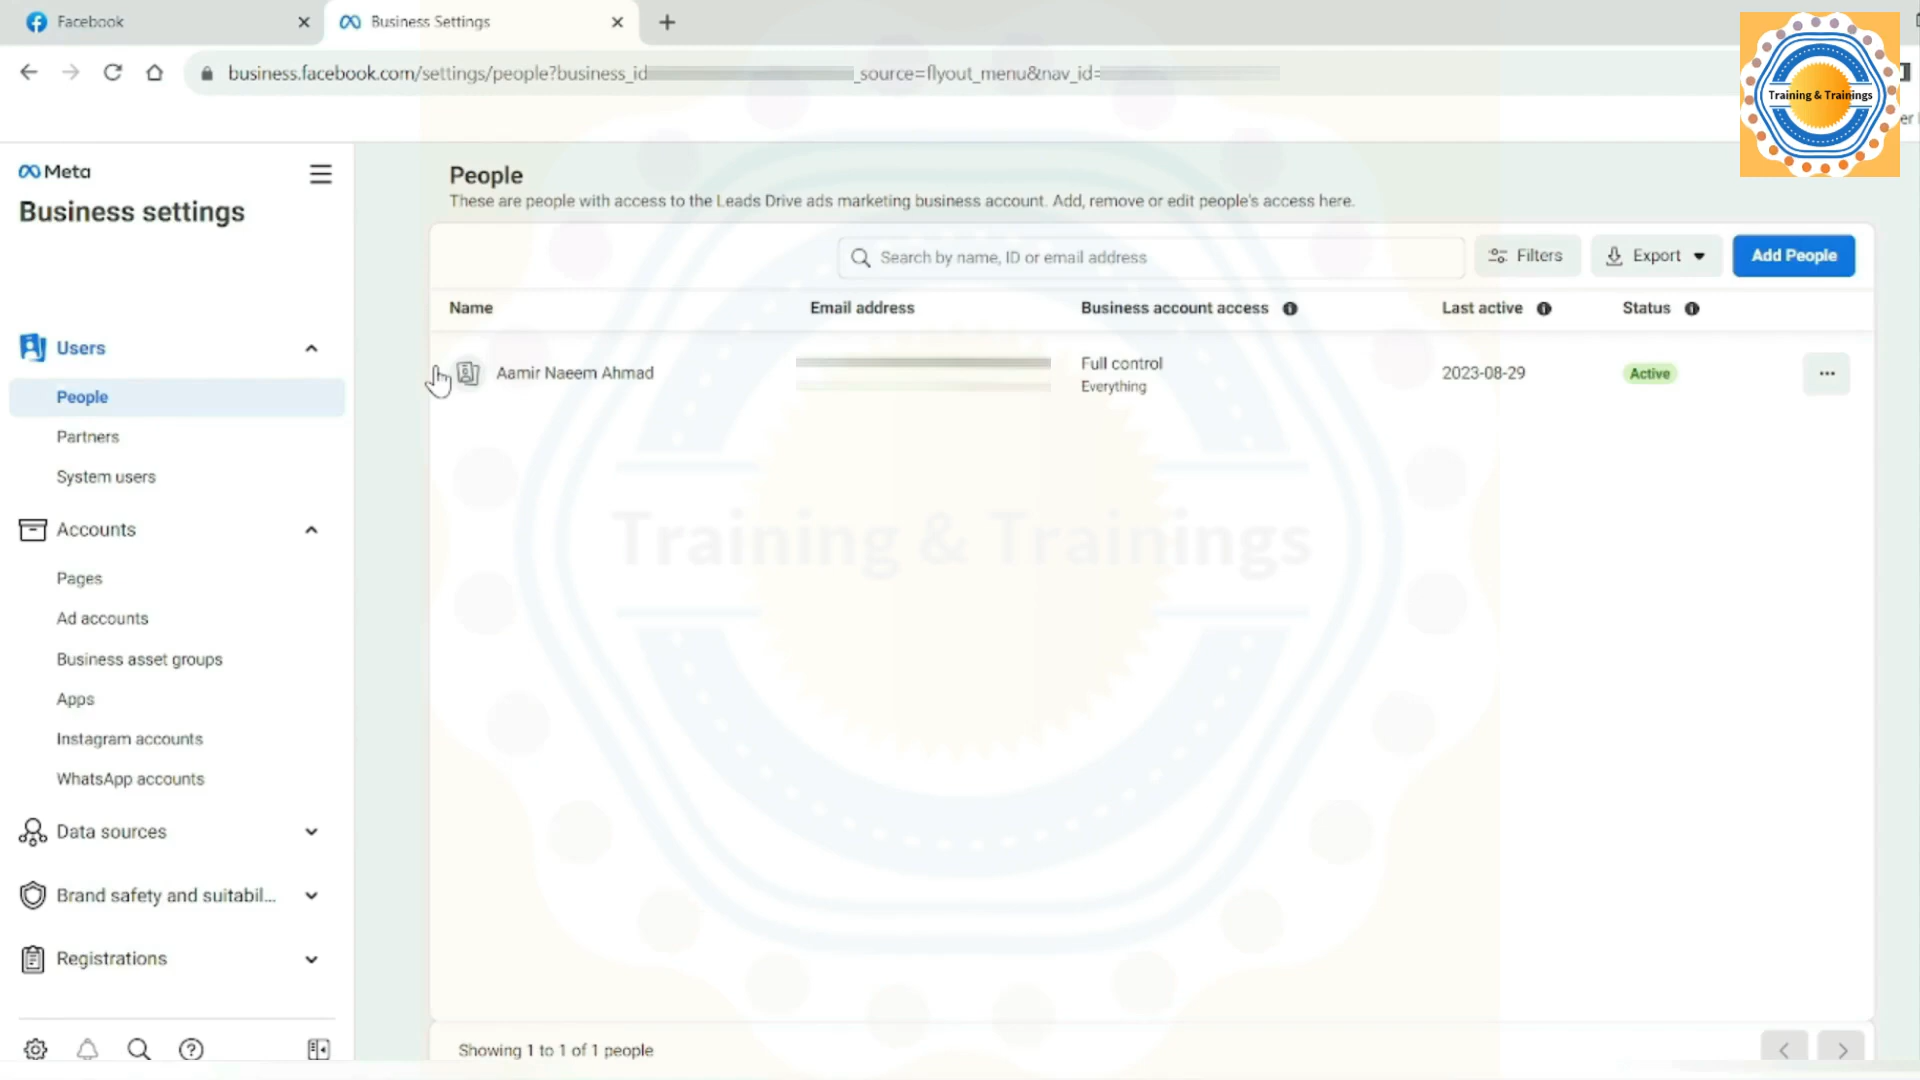 Facebook
Business Settings
business.facebook.com/settings/people?business_id
_source=flyout_menu&nav_id=
Training & Trainings
er
Meta
Business settings
Users
People
Partners
System users
Accounts
Pages
Ad accounts
Business asset groups
Apps
Instagram accounts
WhatsApp accounts
Data sources
Brand safety and suitabil...
Registrations
People
These are people with access to the Leads Drive ads marketing business account. Add, remove or edit people's access here.
Search by name, ID or email address
Filters
Export
Add People
Name Email address Business account access Last active Status
Aamir Naeem Ahmad Full control 2023-08-29 Active
Everything
Training & Trainings
Showing 1 to 1 of 1 people